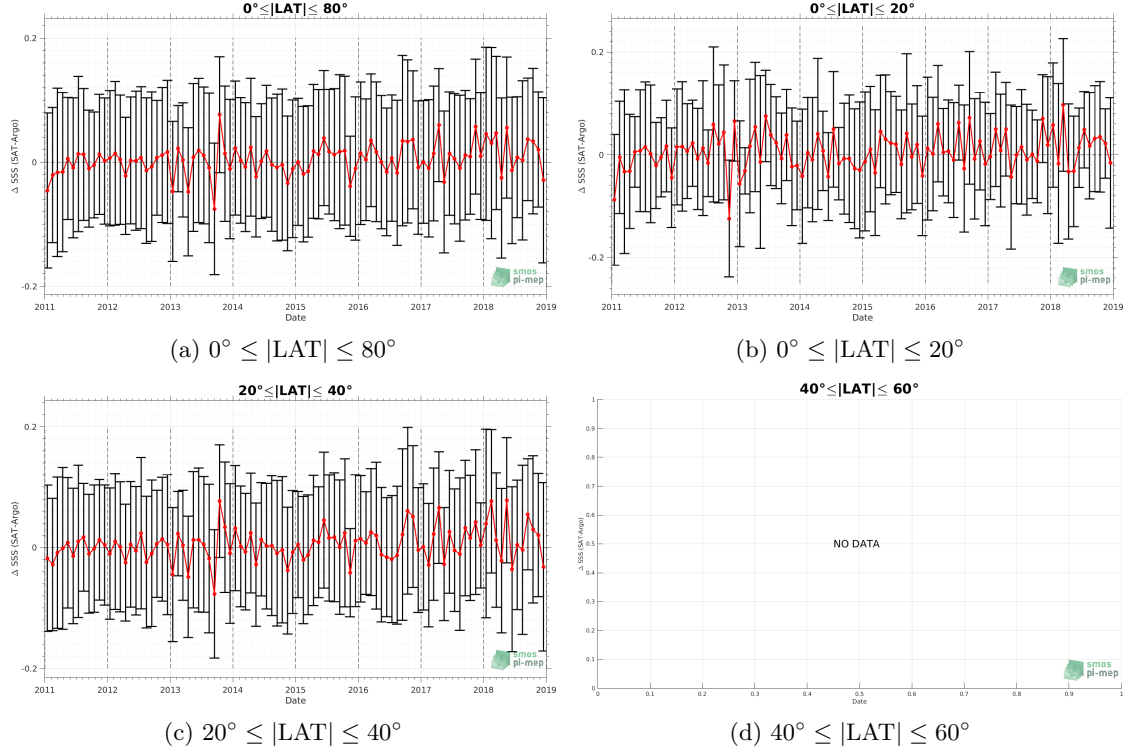 0°≤|LAT|≤ 80°
Δ SSS (SAT-Argo)
0.2
0
-0.2
2011 2012 2013 2014 2015 2016 2017 2018 2019
Date
smos
pi-mep
(a) 0° ≤ |LAT| ≤ 80°
0°≤|LAT|≤ 20°
Δ SSS (SAT-Argo)
0.2
0
-0.2
2011 2012 2013 2014 2015 2016 2017 2018 2019
Date
smos
pi-mep
(b) 0° ≤ |LAT| ≤ 20°
20°≤|LAT|≤ 40°
Δ SSS (SAT-Argo)
0.2
0
-0.2
2011 2012 2013 2014 2015 2016 2017 2018 2019
Date
smos
pi-mep
(c) 20° ≤ |LAT| ≤ 40°
40°≤|LAT|≤ 60°
Δ SSS (SAT-Argo)
1
0.9
0.8
0.7
0.6
0.5
0.4
0.3
0.2
0.1
0
NO DATA
0 0.1 0.2 0.3 0.4 0.5 0.6 0.7 0.8 0.9 1
Date
smos
pi-mep
(d) 40° ≤ |LAT| ≤ 60°